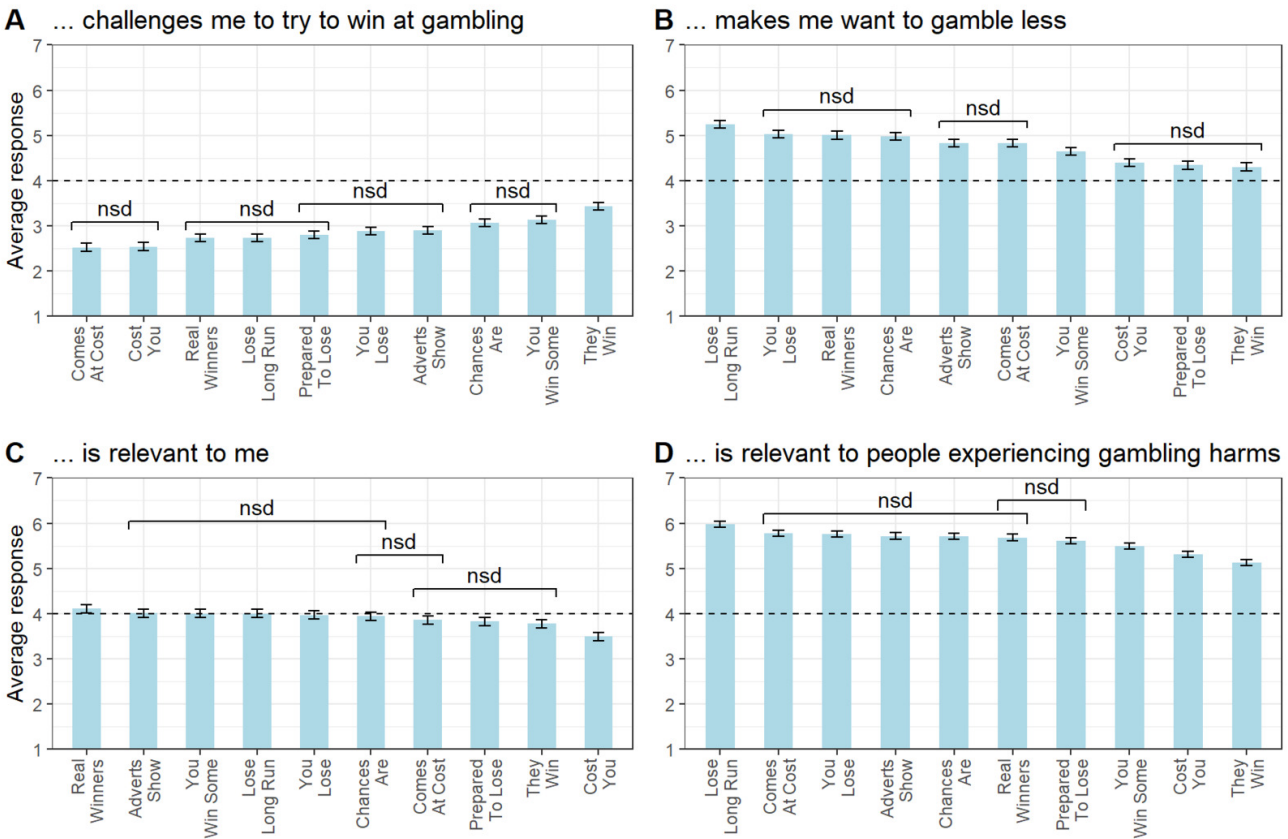 A ... challenges me to try to win at gambling
Average response
7
6
5
4
3
2
1
nsd
nsd
nsd
nsd
Comes
At Cost
Cost
You
Real
Winners
Lose
Long Run
Prepared
To Lose
You
Lose
Adverts
Show
Chances
Are
You
Win Some
They
Win
B ... makes me want to gamble less
7
6
5
4
3
2
1
nsd
nsd
nsd
Lose
Long Run
You
Lose
Real
Winners
Chances
Are
Adverts
Show
Comes
At Cost
You
Win Some
Cost
You
Prepared
To Lose
They
Win
C ... is relevant to me
Average response
7
6
5
4
3
2
1
nsd
nsd
nsd
Real
Winners
Adverts
Show
You
Win Some
Lose
Long Run
You
Lose
Chances
Are
Comes
At Cost
Prepared
To Lose
They
Win
Cost
You
D ... is relevant to people experiencing gambling harms
7
6
5
4
3
2
1
nsd
nsd
Lose
Long Run
Comes
At Cost
You
Lose
Adverts
Show
Chances
Are
Real
Winners
Prepared
To Lose
You
Win Some
Cost
You
They
Win